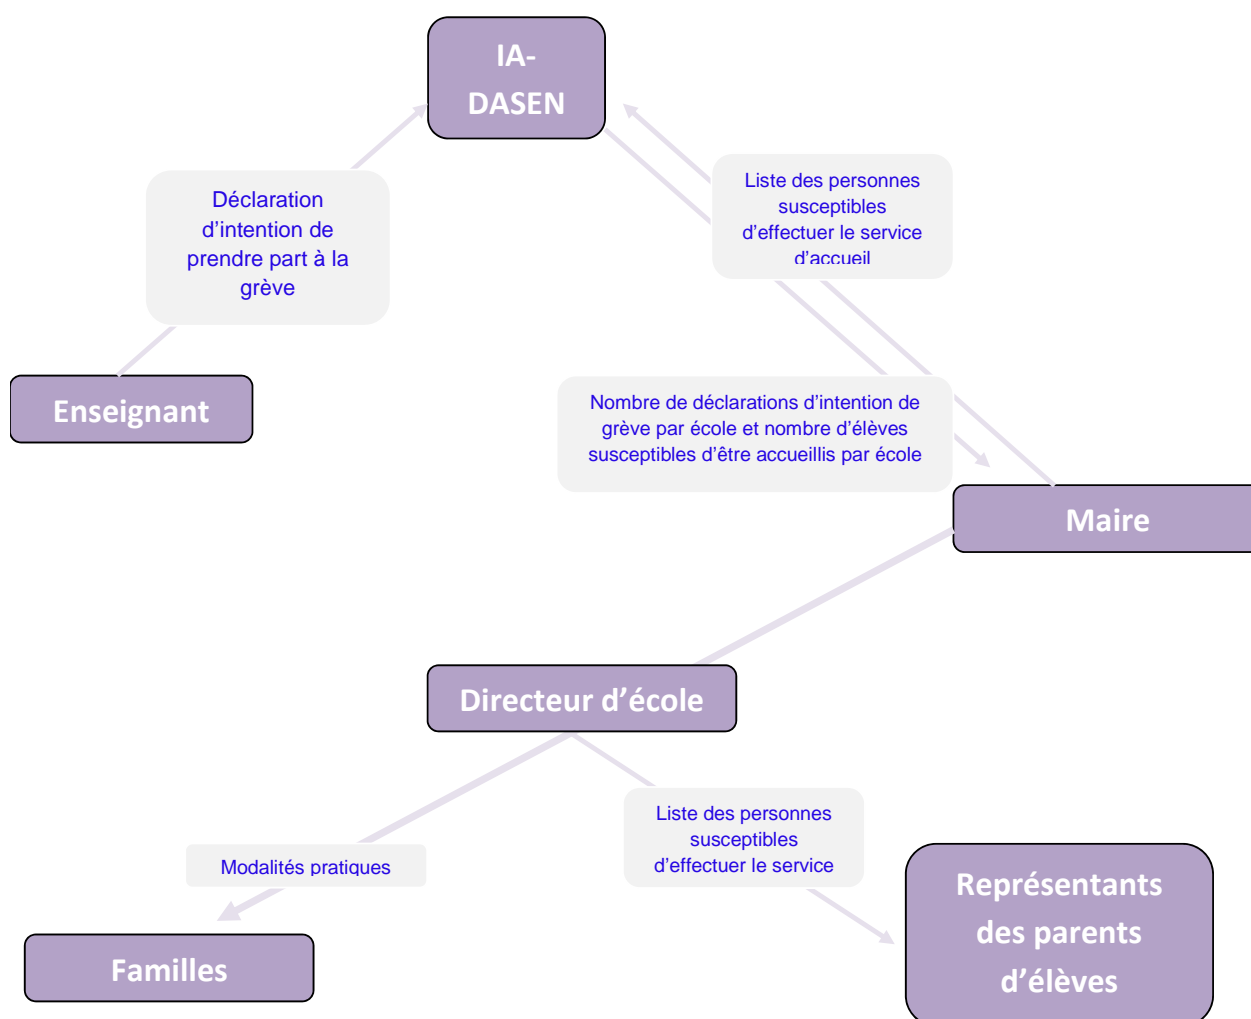 IA-
DASEN
Liste des personnes
susceptibles
d’effectuer le service
d’accueil
Déclaration
d’intention de
prendre part à la
grève
Enseignant
Nombre de déclarations d’intention de
grève par école et nombre d’élèves
susceptibles d’être accueillis par école
Maire
Directeur d’école
Liste des personnes
susceptibles
d’effectuer le service
Modalités pratiques
Représentants
des parents
d’élèves
Familles